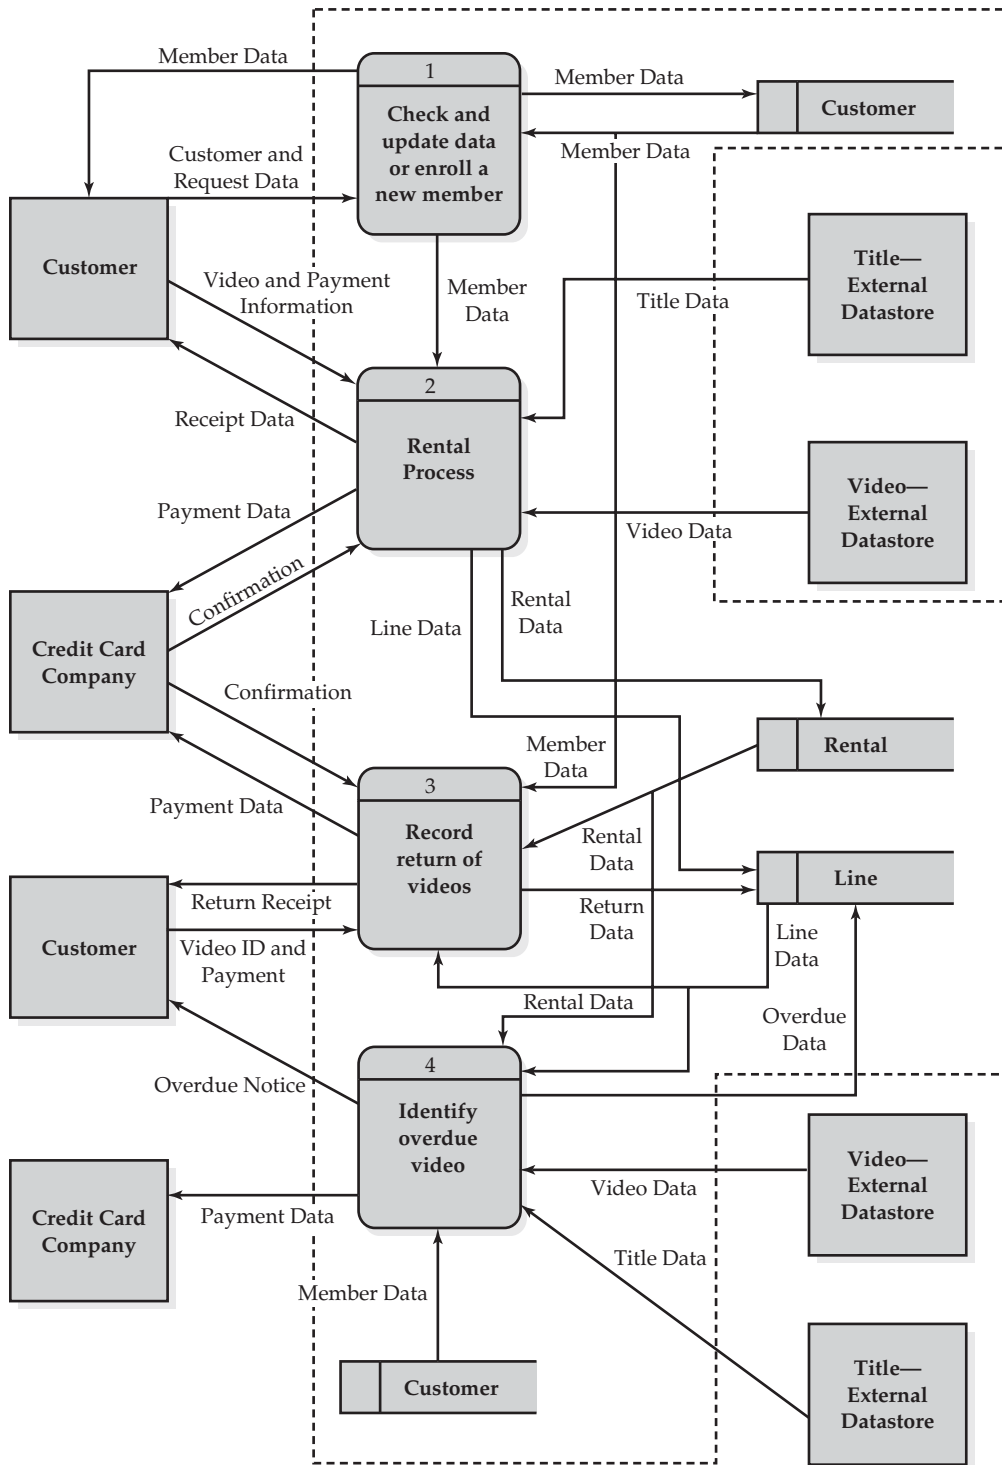 Member Data
1
Check and
update data
or enroll a
new member
Member Data
Customer
Member Data
Customer and
Request Data
Customer
Video and Payment
Information
Member
Data
Title Data
Title—
External
Datastore
2
Rental
Process
Receipt Data
Payment Data
Video Data
Video—
External
Datastore
Confirmation
Line Data
Rental
Data
Credit Card
Company
Confirmation
Member
Data
Rental
3
Record
return of
videos
Payment Data
Rental
Data
Line
Return Receipt
Return
Data
Customer
Video ID and
Payment
Line
Data
Rental Data
Overdue
Data
4
Identify
overdue
video
Overdue Notice
Video Data
Video—
External
Datastore
Credit Card
Company
Payment Data
Title Data
Member Data
Customer
Title—
External
Datastore